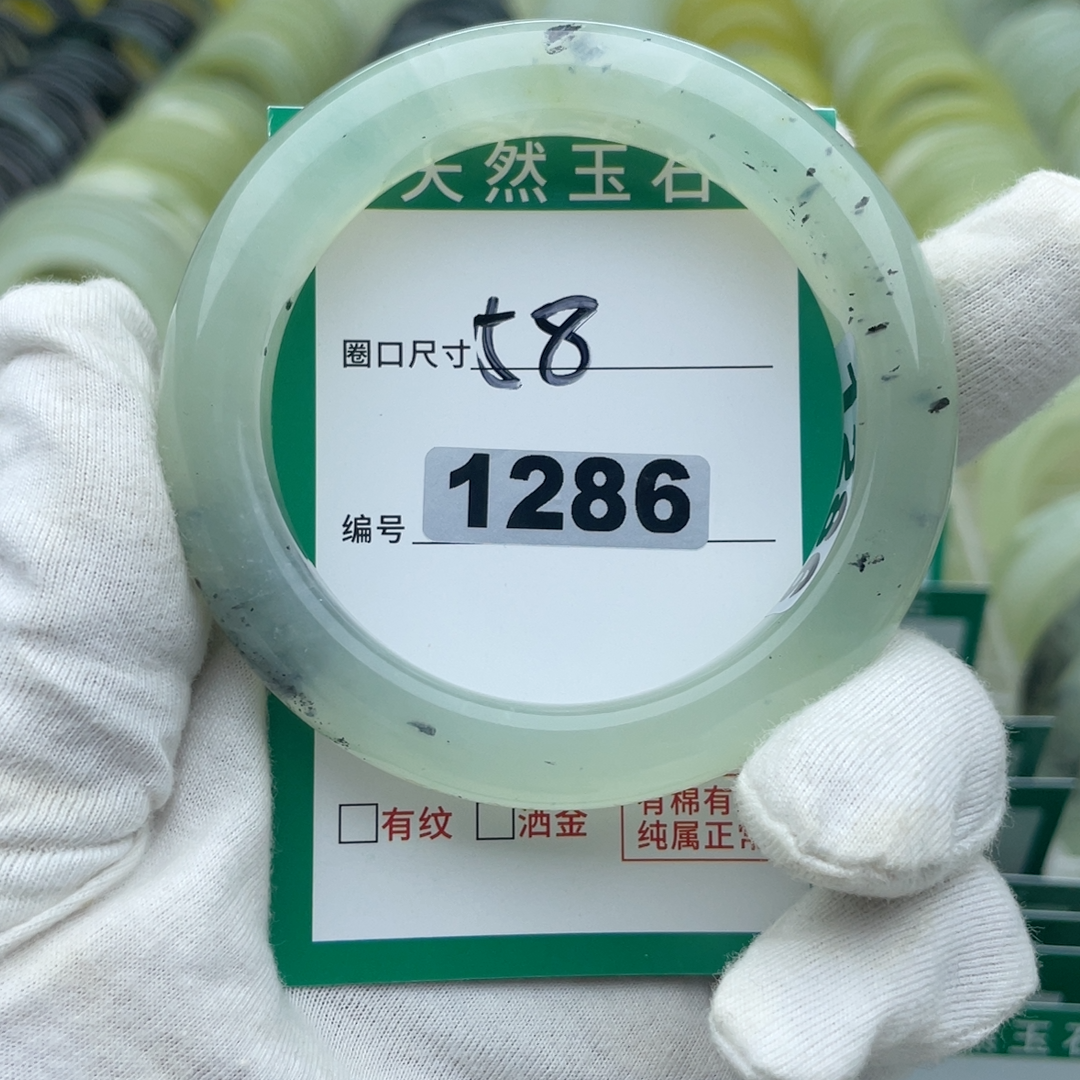 天然玉石
圈口尺寸 58
编号 1286
□有纹 □洒金
有棉有
纯属正常